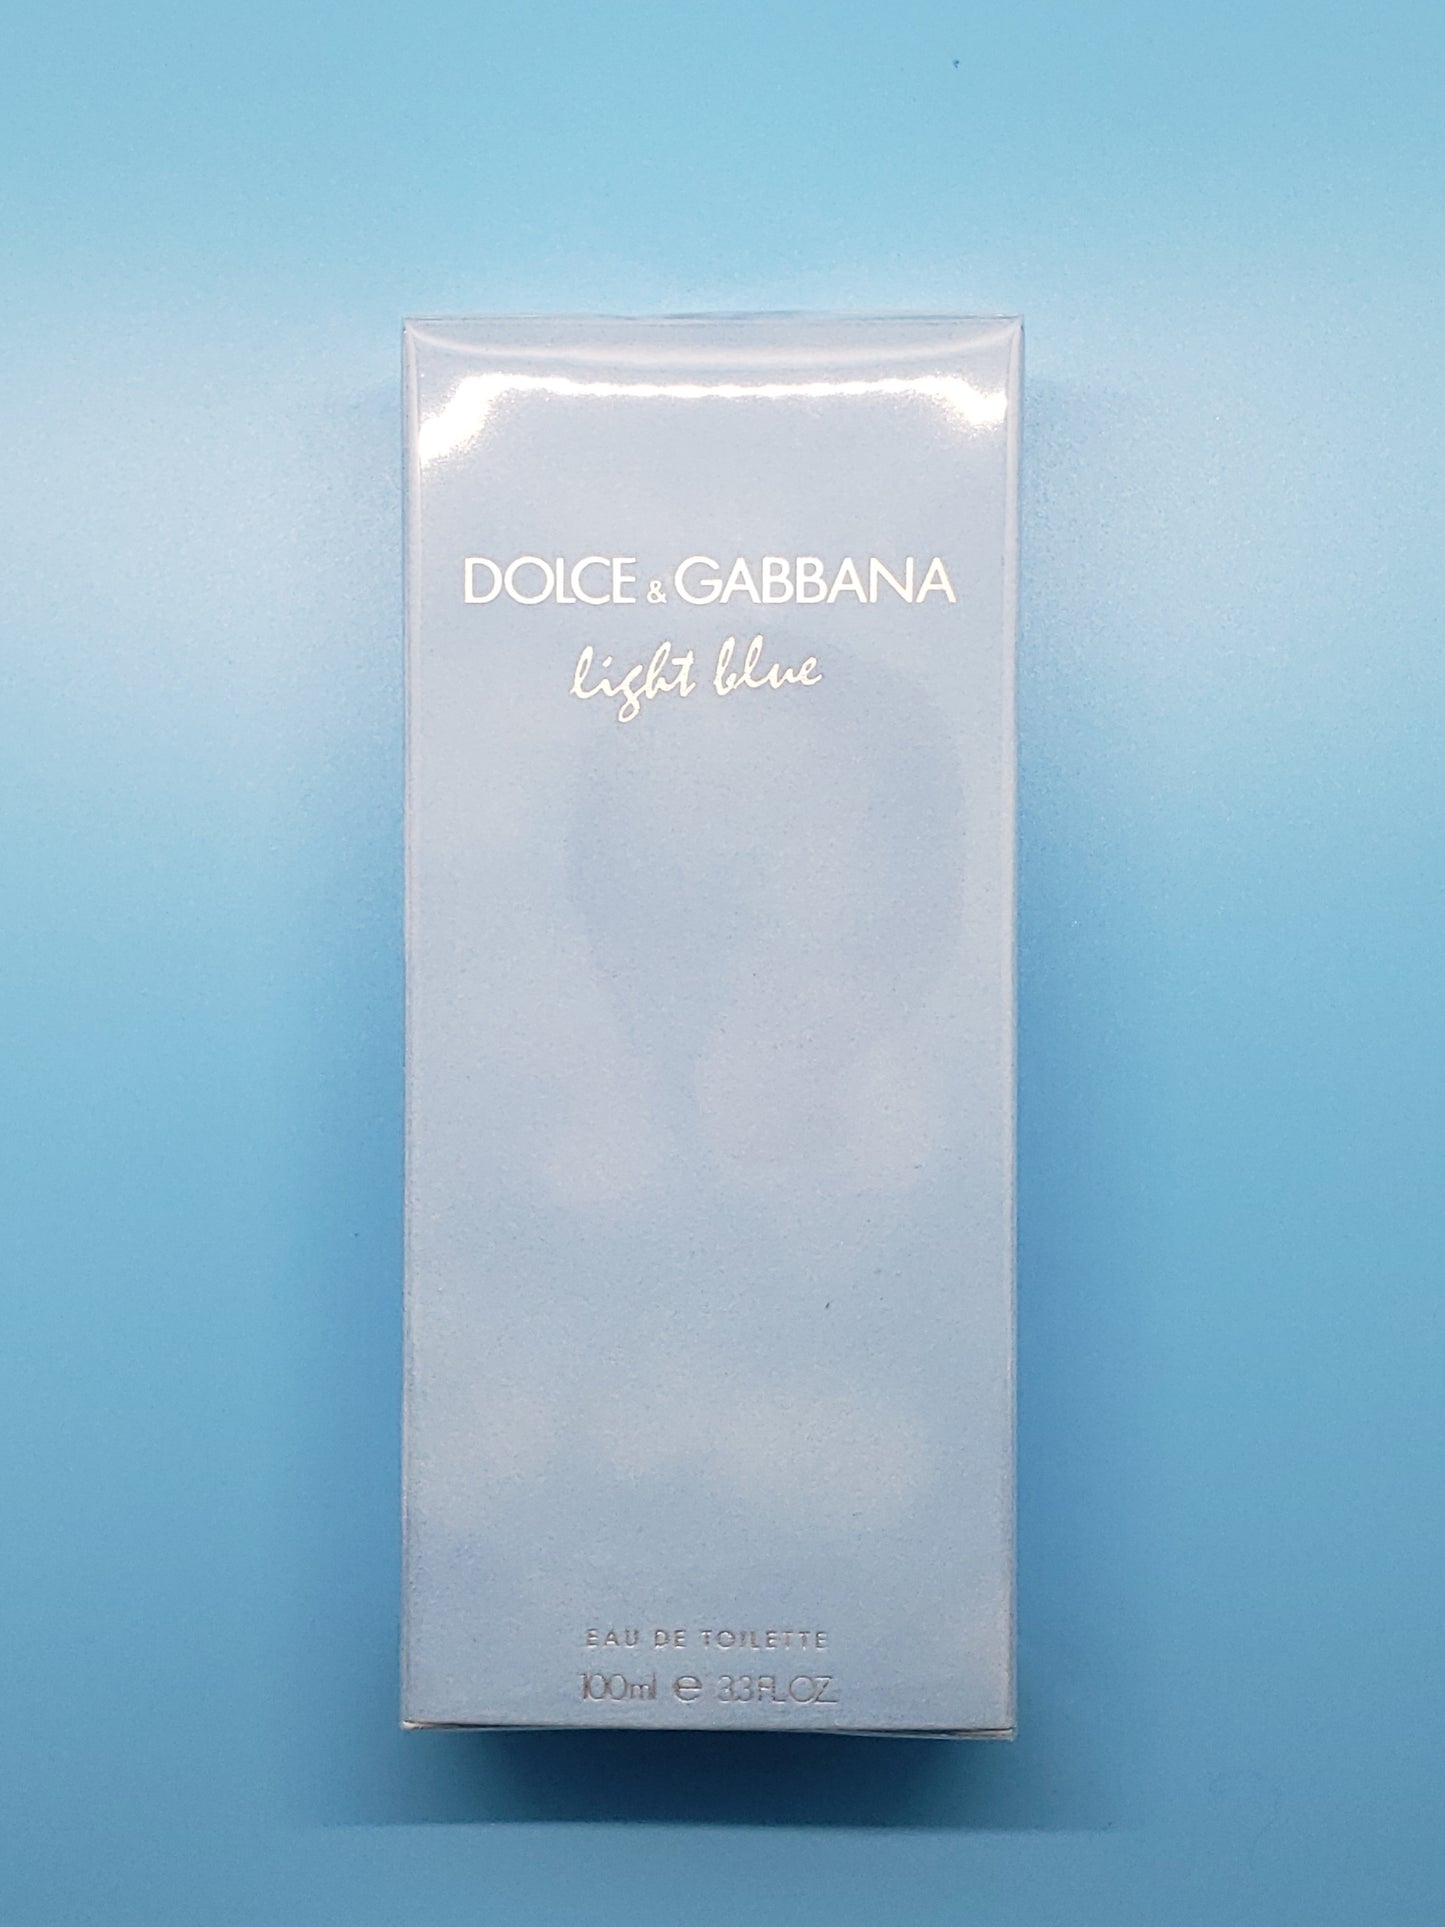 DOLCE & GABBANA
light blue
EAU DE TOILETTE
100ml e 3.3FL.OZ